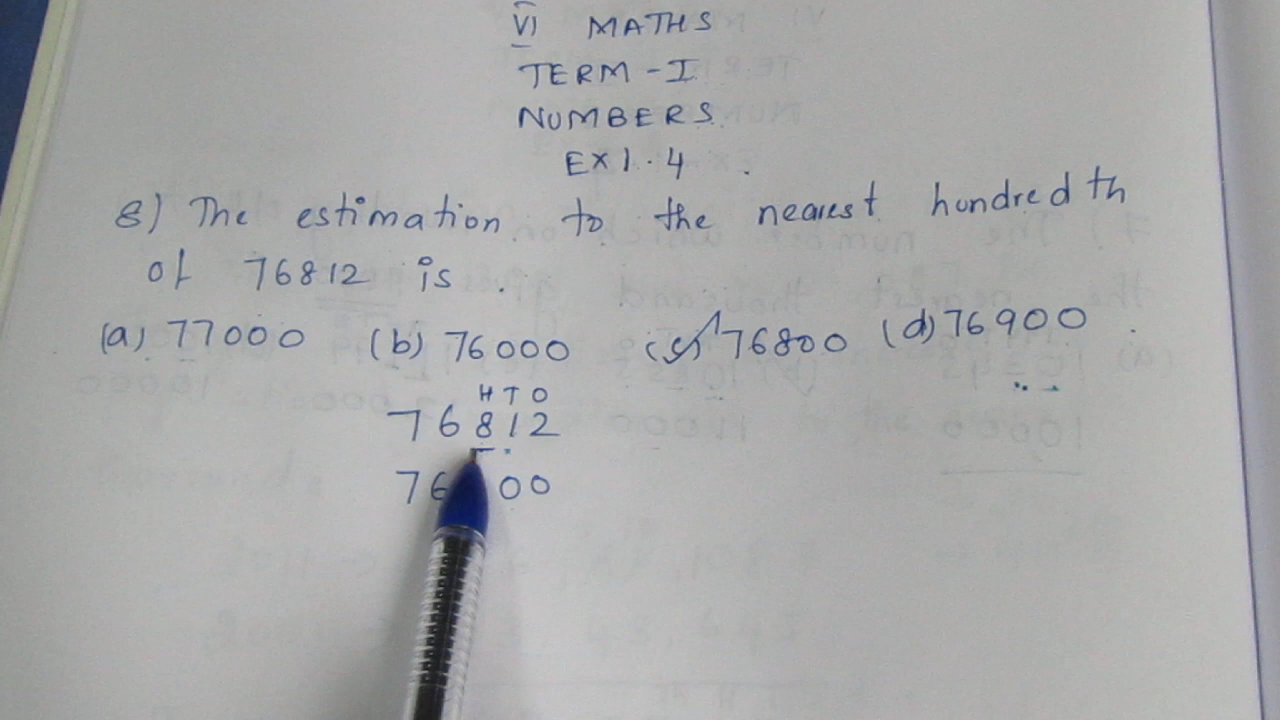 VI MATHS
TERM - I
NUMBERS
EX 1.4
8) The estimation to the nearest hundredth
of 76812 is .
(a) 77000 (b) 76000 (c) 76800 (d) 76900
H T O
76812
76 00